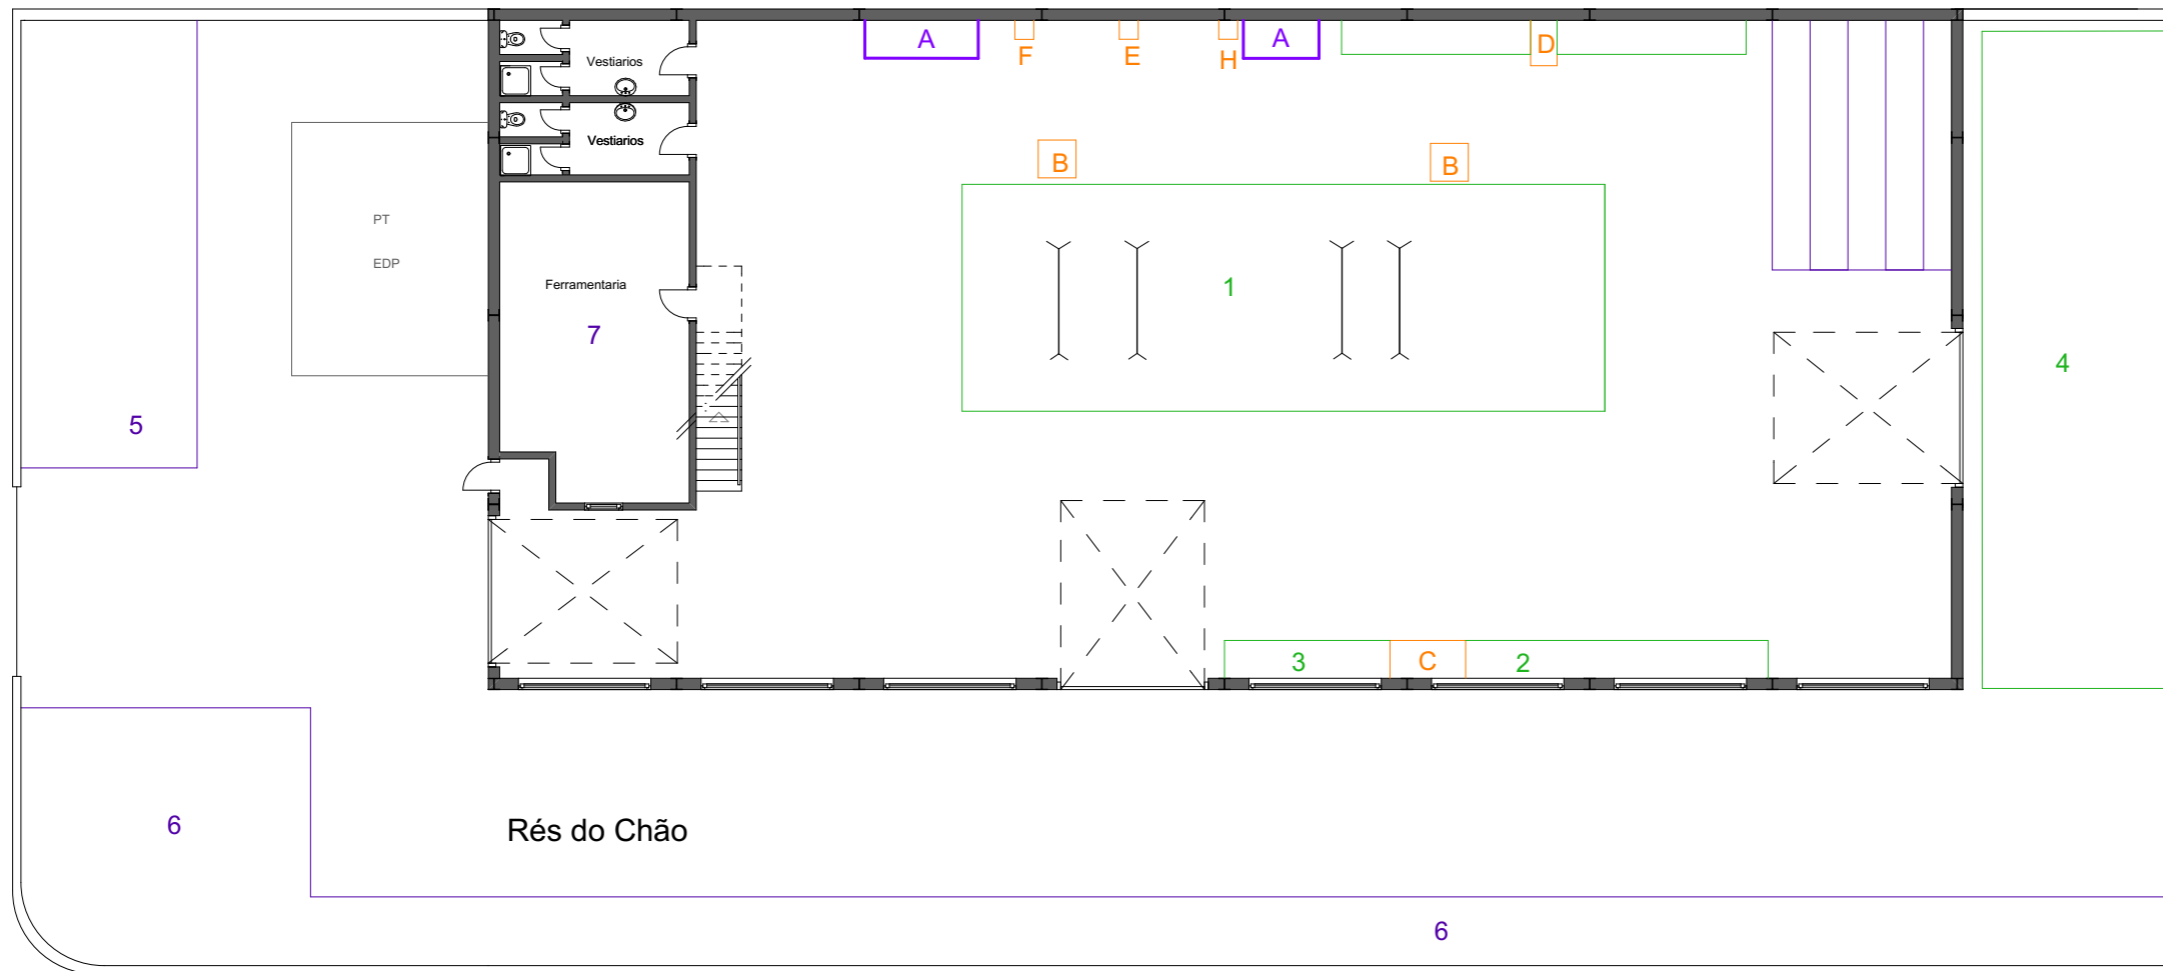 A
A
D
F
E
H
Vestiarios
Vestiarios
B
B
PT
EDP
Ferramentaria
1
7
4
5
3
C
2
6
Rés do Chão
6